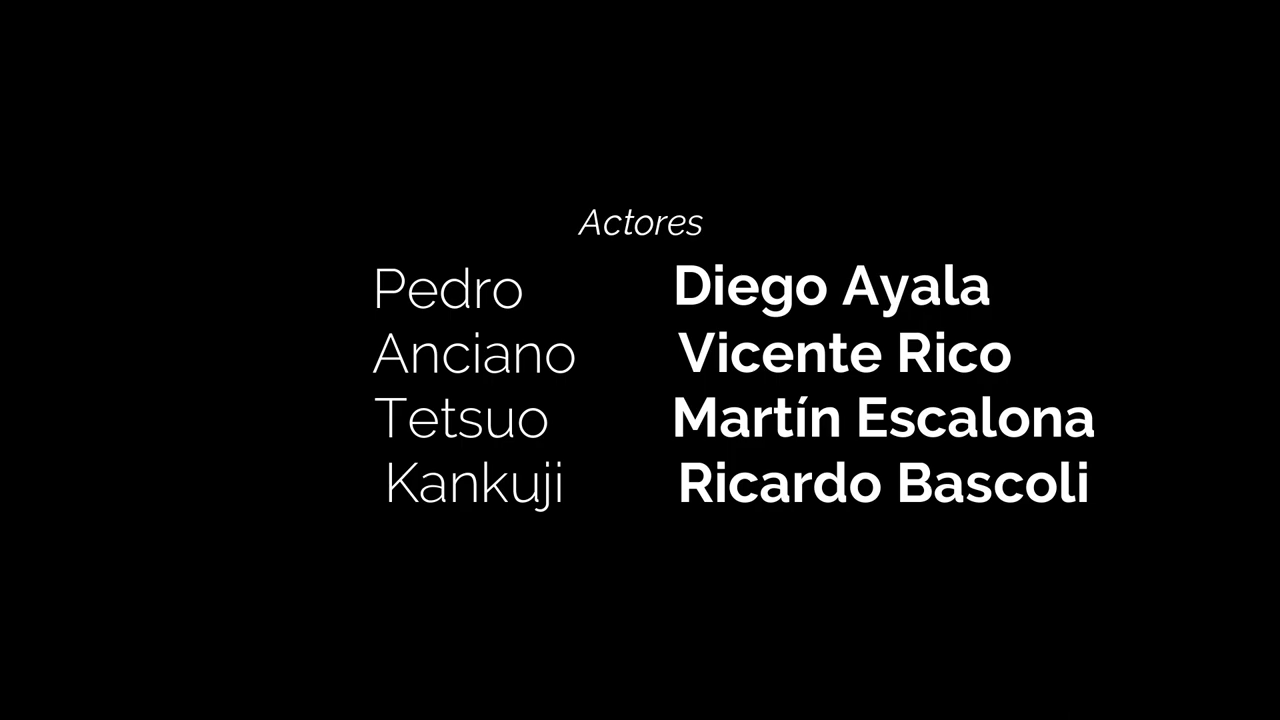 Actores
Pedro Diego Ayala
Anciano Vicente Rico
Tetsuo Martín Escalona
Kankuji Ricardo Bascoli